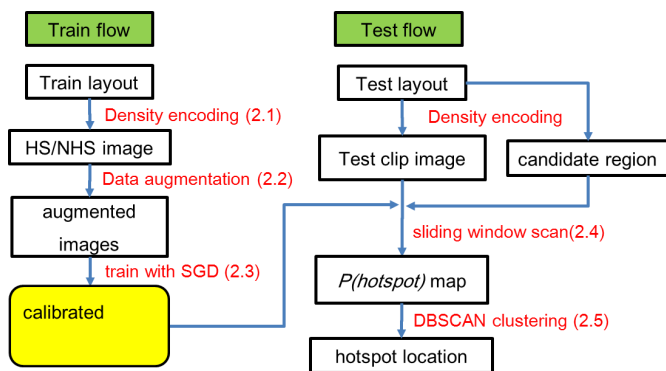 Train flow
Train layout
Density encoding (2.1)
HS/NHS image
Data augmentation (2.2)
augmented
images
train with SGD (2.3)
calibrated
Test flow
Test layout
Density encoding
Test clip image
candidate region
sliding window scan(2.4)
P(hotspot) map
DBSCAN clustering (2.5)
hotspot location